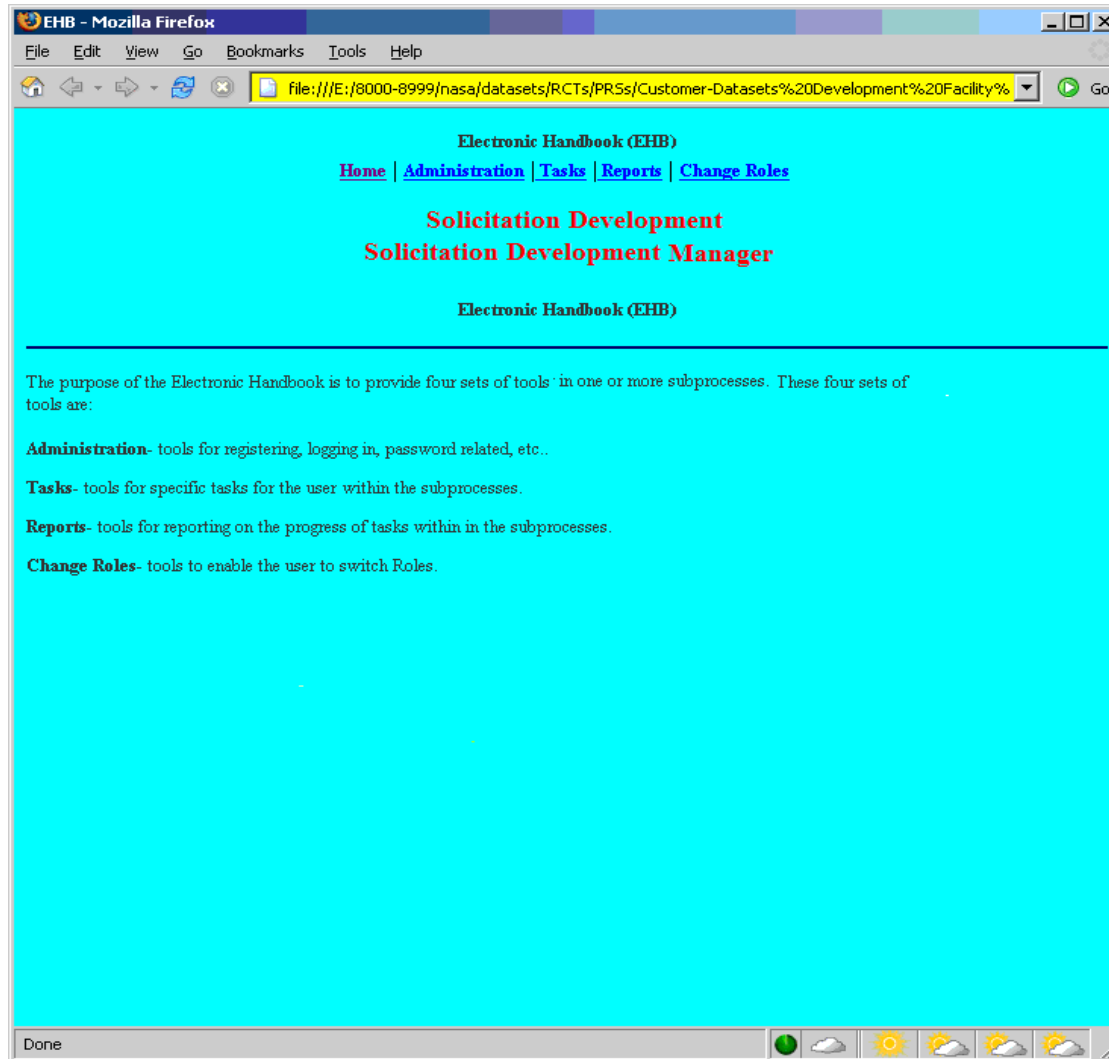 EHB - Mozilla Firefox
File Edit View Go Bookmarks Tools Help
file:///E:/8000-8999/nasa/datasets/RCTs/PRSs/Customer-Datasets%20Development%20Facility% Go
Electronic Handbook (EHB)
Home | Administration | Tasks | Reports | Change Roles
Solicitation Development
Solicitation Development Manager
Electronic Handbook (EHB)
The purpose of the Electronic Handbook is to provide four sets of tools in one or more subprocesses. These four sets of
tools are:
Administration- tools for registering, logging in, password related, etc..
Tasks- tools for specific tasks for the user within the subprocesses.
Reports- tools for reporting on the progress of tasks within in the subprocesses.
Change Roles- tools to enable the user to switch Roles.
Done